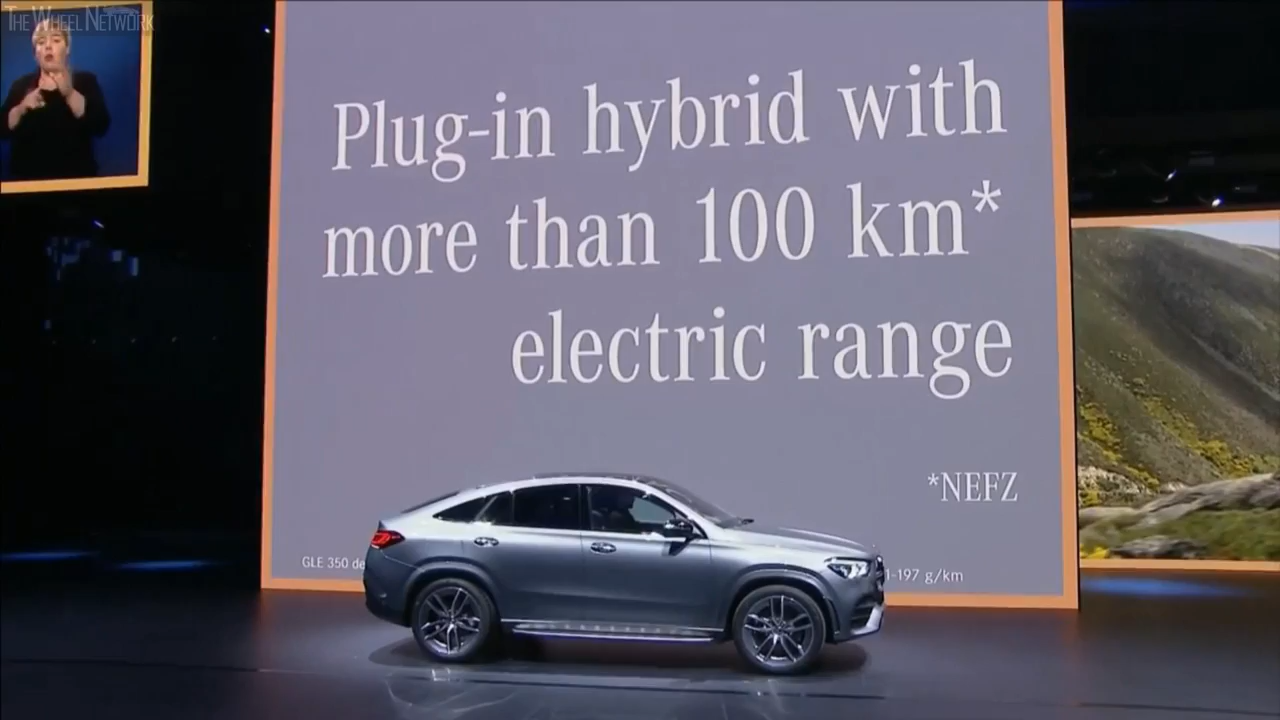 THE WHEEL NETWORK
Plug-in hybrid with
more than 100 km*
electric range
*NEFZ
GLE 350 de
-197 g/km